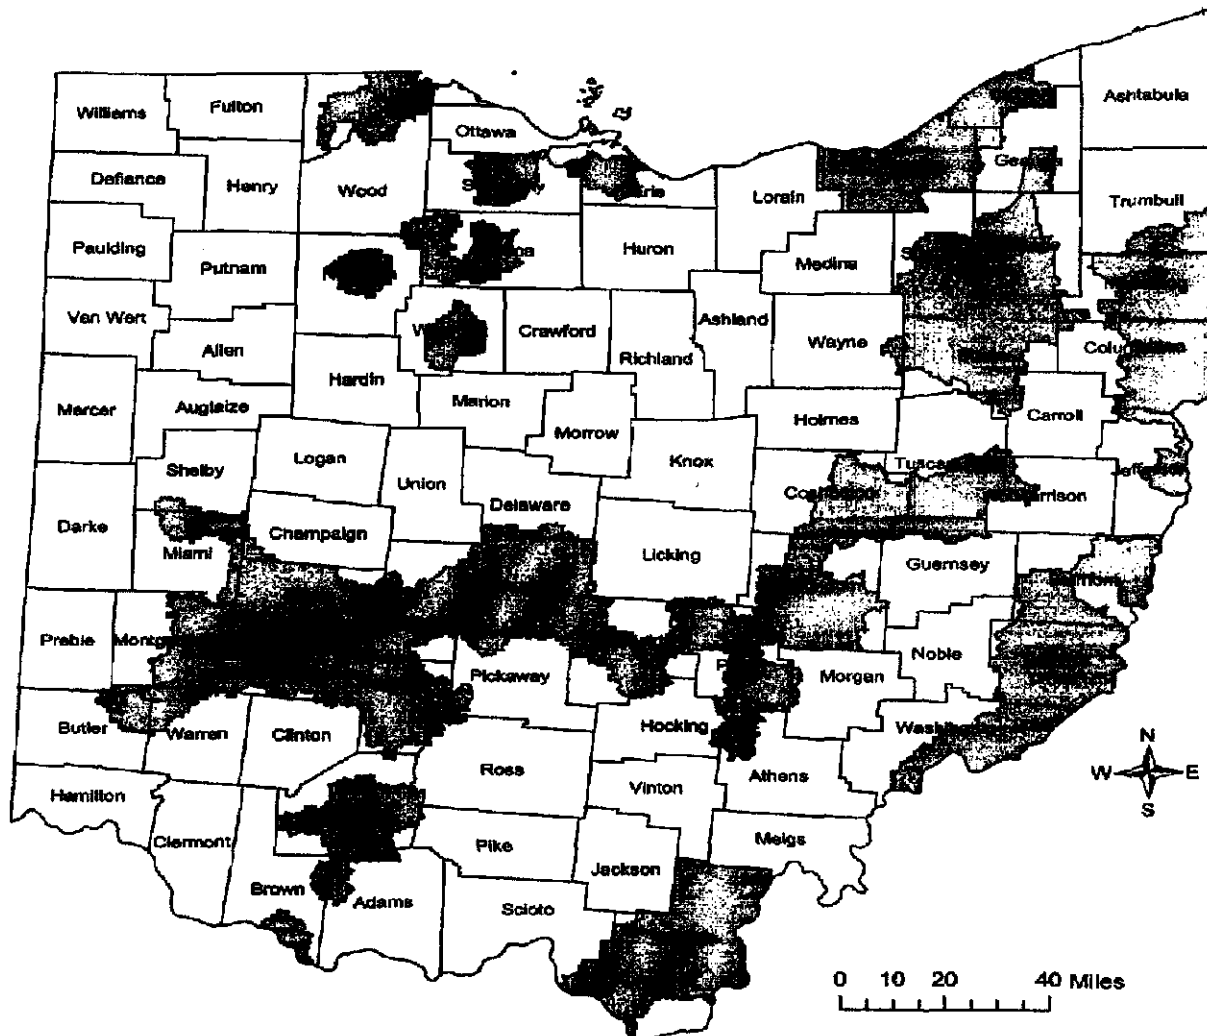 Williams
Fulton
Ashtabula
Ottawa
Defiance
Henry
Wood
Lorain
Trumbull
Paulding
Putnam
Huron
Medina
Van Wert
Allen
Crawford
Ashland
Wayne
Richland
Hardin
Mercer
Auglaize
Marion
Morrow
Holmes
Carroll
Shelby
Logan
Union
Knox
Darke
Champaign
Delaware
Licking
Miami
Guernsey
Preble
Pickaway
Morgan
Noble
Hocking
Butler
Warren
Clinton
Ross
Vinton
Athens
Hamilton
Clermont
Pike
Jackson
Meigs
Brown
Adams
Scioto
N
W E
S
0 10 20 40 Miles